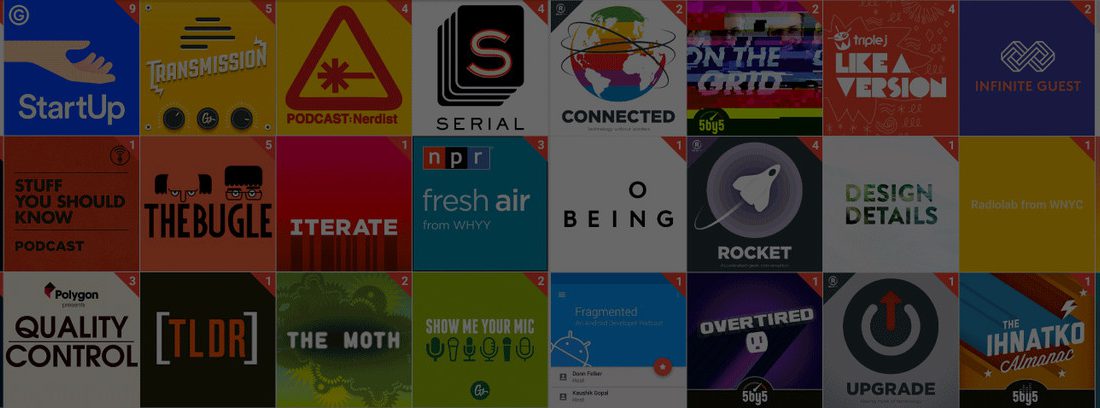 G
9
StartUp
5
TRANSMISSION
4
PODCAST: Nerdist
4
S
SERIAL
R
2
CONNECTED
2
ON THE
GRID
5by5
4
triple j
LIKE A
VERSION
2
INFINITE GUEST
1
STUFF
YOU SHOULD
KNOW
PODCAST
5
THE BUGLE
1
ITERATE
3
npr
fresh air
from WHYY
1
O
BEING
R
4
ROCKET
1
DESIGN
DETAILS
1
Radiolab from WNYC
3
Polygon
presents
QUALITY
CONTROL
1
[TLDR]
2
THE MOTH
2
SHOW ME YOUR MIC
1
Fragmented
An Android Developer Podcast
Donn Felker
Host
Kaushik Gopal
Host
1
OVERTIRED
5by5
R
1
UPGRADE
1
THE
IHNATKO
Almanac
5by5